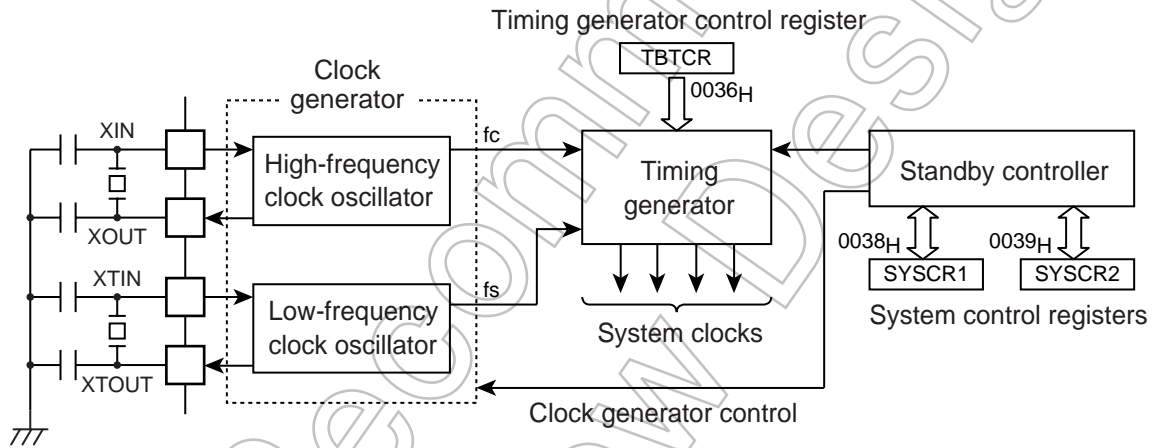 Timing generator control register
TBTCR
0036H
Clock
generator
XIN
XOUT
XTIN
XTOUT
High-frequency
clock oscillator
Low-frequency
clock oscillator
fc
fs
Timing
generator
System clocks
Standby controller
0038H
0039H
SYSCR1
SYSCR2
System control registers
Clock generator control